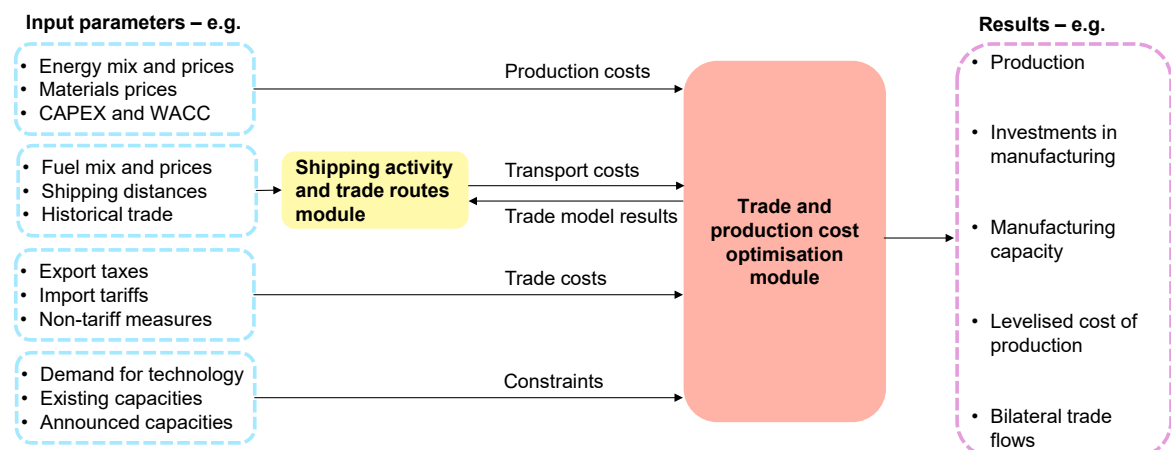 Input parameters – e.g.
• Energy mix and prices
• Materials prices
• CAPEX and WACC
Production costs
• Fuel mix and prices
• Shipping distances
• Historical trade
Shipping activity
and trade routes
module
Transport costs
Trade model results
• Export taxes
• Import tariffs
• Non-tariff measures
Trade costs
• Demand for technology
• Existing capacities
• Announced capacities
Constraints
Trade and
production cost
optimisation
module
Results – e.g.
• Production
• Investments in
manufacturing
• Manufacturing
capacity
• Levelised cost of
production
• Bilateral trade
flows